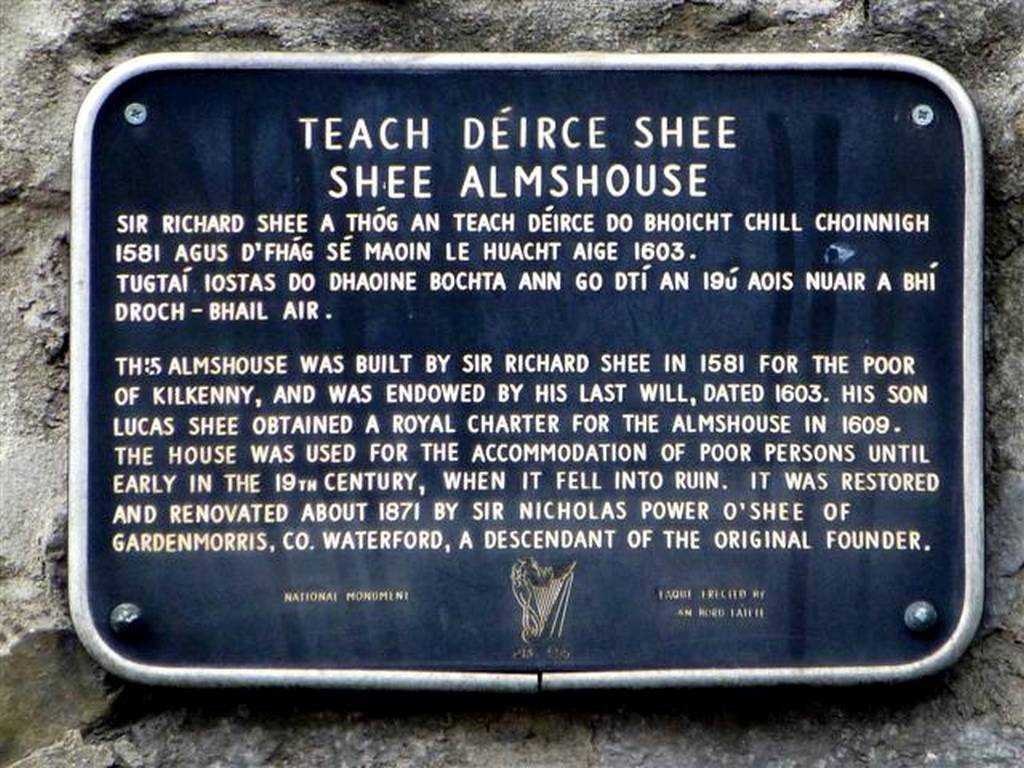 TEACH DÉIRCE SHEE
SHEE ALMSHOUSE
SIR RICHARD SHEE A THÓG AN TEACH DÉIRCE DO BHOICHT CHILL CHOINNIGH
1581 AGUS D'FHÁG SÉ MAOIN LE HUACHT AIGE 1603.
TUGTAÍ IOSTAS DO DHAOINE BOCHTA ANN GO DTÍ AN 19Ú AOIS NUAIR A BHÍ
DROCH-BHAIL AIR.
THIS ALMSHOUSE WAS BUILT BY SIR RICHARD SHEE IN 1581 FOR THE POOR
OF KILKENNY, AND WAS ENDOWED BY HIS LAST WILL, DATED 1603. HIS SON
LUCAS SHEE OBTAINED A ROYAL CHARTER FOR THE ALMSHOUSE IN 1609.
THE HOUSE WAS USED FOR THE ACCOMMODATION OF POOR PERSONS UNTIL
EARLY IN THE 19TH CENTURY, WHEN IT FELL INTO RUIN. IT WAS RESTORED
AND RENOVATED ABOUT 1871 BY SIR NICHOLAS POWER O'SHEE OF
GARDENMORRIS, CO. WATERFORD, A DESCENDANT OF THE ORIGINAL FOUNDER.
NATIONAL MONUMENT
LAQUE ERECTED BY
AN BORD FAILTE